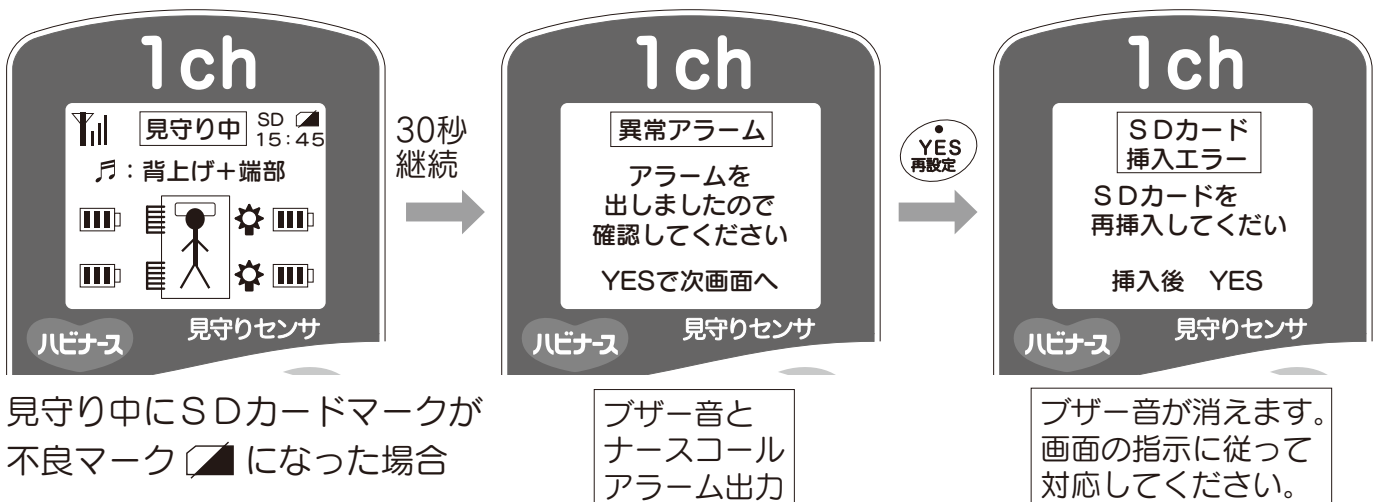 1ch
見守り中 SD
15:45
♬：背上げ＋端部
ハビナース
見守りセンサ
30秒
継続
1ch
異常アラーム
アラームを
出しましたので
確認してください
YESで次画面へ
ハビナース
見守りセンサ
YES
再設定
1ch
ＳＤカード
挿入エラー
ＳＤカードを
再挿入してくだい
挿入後　YES
ハビナース
見守りセンサ
見守り中にＳＤカードマークが
不良マーク になった場合
ブザー音と
ナースコール
アラーム出力
ブザー音が消えます。
画面の指示に従って
対応してください。